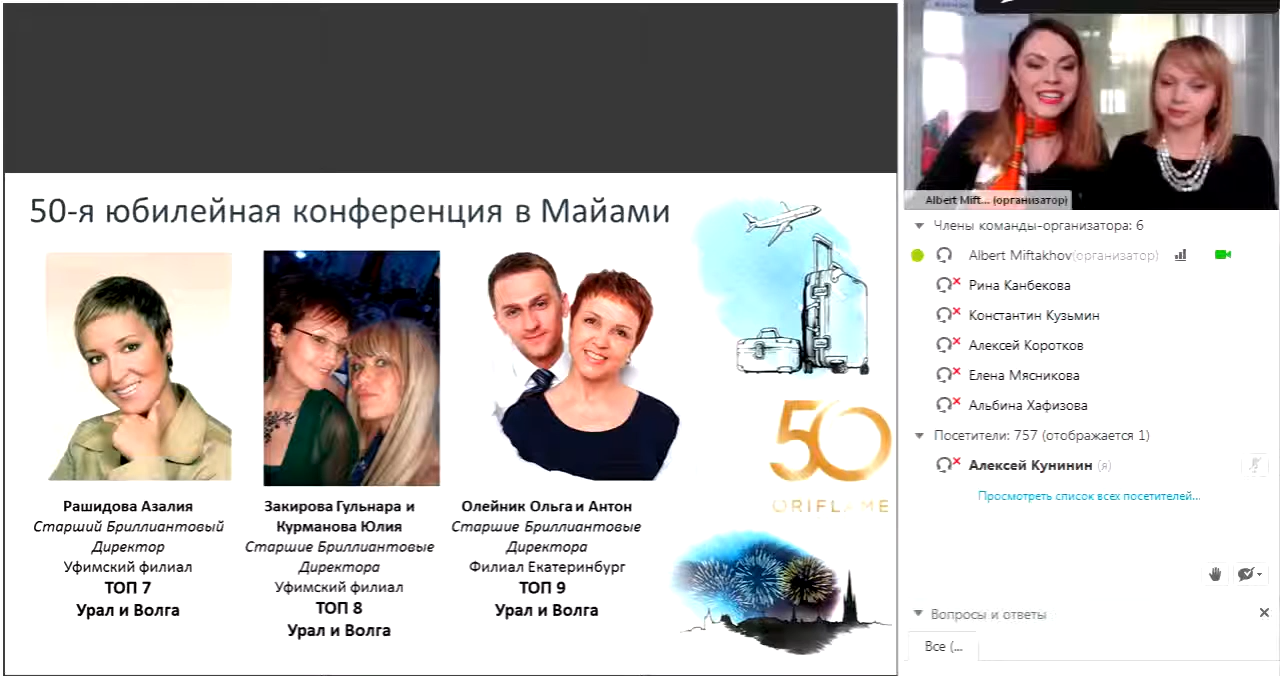 50-я юбилейная конференция в Майами
Рашидова Азалия
Старший Бриллиантовый
Директор
Уфимский филиал
ТОП 7
Урал и Волга
Закирова Гульнара и
Курманова Юлия
Старшие Бриллиантовые
Директора
Уфимский филиал
ТОП 8
Урал и Волга
Олейник Ольга и Антон
Старшие Бриллиантовые
Директора
Филиал Екатеринбург
ТОП 9
Урал и Волга
50
ORIFLAME
Albert Mift... (организатор)
Члены команды-организатора: 6
Albert Miftakhov(организатор)
Рина Канбекова
Константин Кузьмин
Алексей Коротков
Елена Мясникова
Альбина Хафизова
Посетители: 757 (отображается 1)
Алексей Кунинин (я)
Просмотреть список всех посетителей...
Вопросы и ответы
Все (...